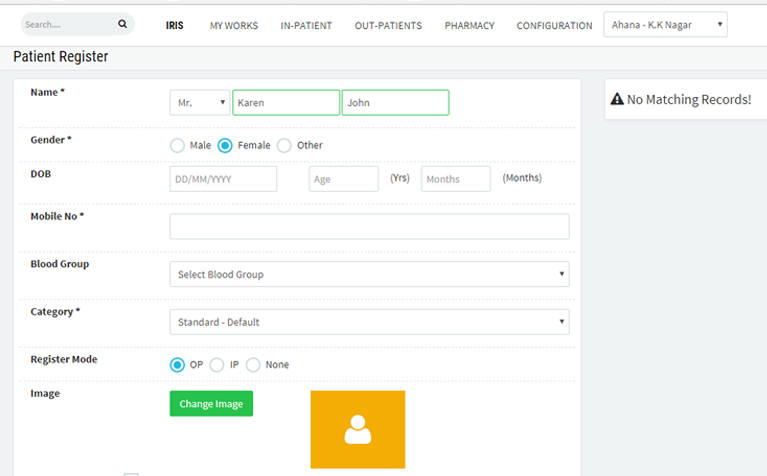 Search.... IRIS MY WORKS IN-PATIENT OUT-PATIENTS PHARMACY CONFIGURATION Ahana - K.K Nagar
Patient Register
Name * Mr. Karen John
No Matching Records!
Gender * Male Female Other
DOB DD/MM/YYYY Age (Yrs) Months (Months)
Mobile No *
Blood Group Select Blood Group
Category * Standard - Default
Register Mode OP IP None
Image Change Image